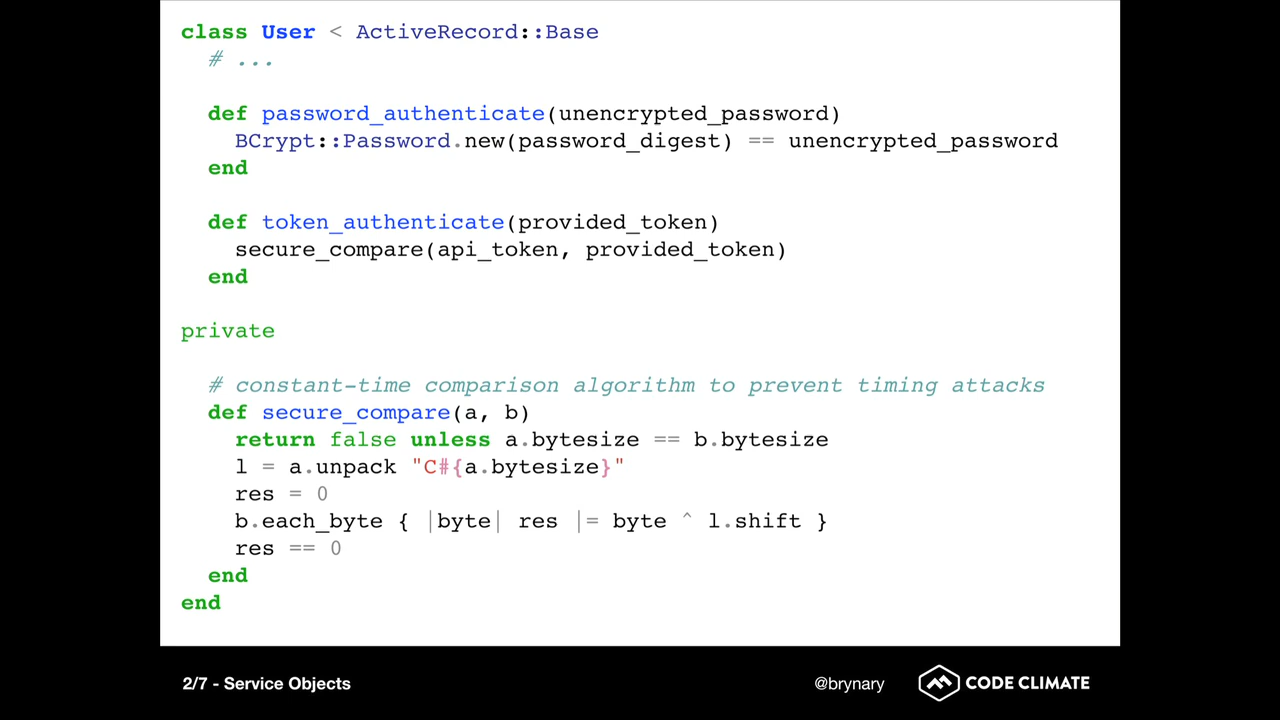 class User < ActiveRecord::Base
  # ...

  def password_authenticate(unencrypted_password)
    BCrypt::Password.new(password_digest) == unencrypted_password
  end

  def token_authenticate(provided_token)
    secure_compare(api_token, provided_token)
  end

private

  # constant-time comparison algorithm to prevent timing attacks
  def secure_compare(a, b)
    return false unless a.bytesize == b.bytesize
    l = a.unpack "C#{a.bytesize}"
    res = 0
    b.each_byte { |byte| res |= byte ^ l.shift }
    res == 0
  end
end
2/7 - Service Objects
@brynary
CODE CLIMATE